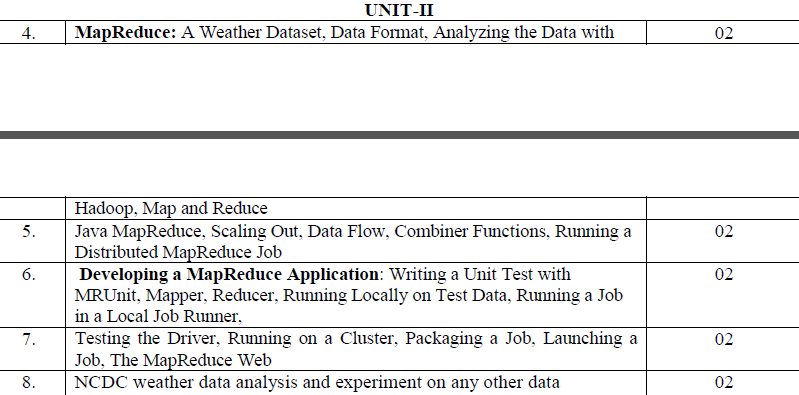 UNIT-II
4. MapReduce: A Weather Dataset, Data Format, Analyzing the Data with 02
Hadoop, Map and Reduce
5. Java MapReduce, Scaling Out, Data Flow, Combiner Functions, Running a 02
Distributed MapReduce Job
6. Developing a MapReduce Application: Writing a Unit Test with 02
MRUnit, Mapper, Reducer, Running Locally on Test Data, Running a Job
in a Local Job Runner,
7. Testing the Driver, Running on a Cluster, Packaging a Job, Launching a 02
Job, The MapReduce Web
8. NCDC weather data analysis and experiment on any other data 02